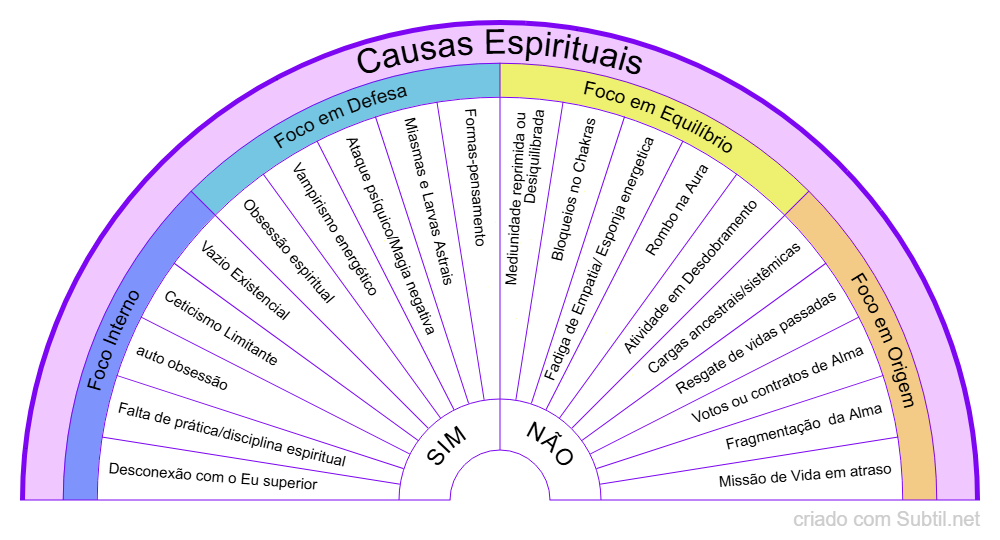 Causas Espirituais
Foco Interno
Foco em Defesa
Foco em Equilíbrio
Foco em Origem
Desconexão com o Eu superior
Falta de prática/disciplina espiritual
auto obsessão
Ceticismo Limitante
Vazio Existencial
Obsessão espiritual
Vampirismo energético
Ataque psíquico/Magia negativa
Miasmas e Larvas Astrais
Formas-pensamento
Mediunidade reprimida ou
Desiquilibrada
Bloqueios no Chakras
Fadiga de Empatia/ Esponja energetica
Rombo na Aura
Atividade em Desdobramento
Cargas ancestrais/sistêmicas
Resgate de vidas passadas
Votos ou contratos de Alma
Fragmentação da Alma
Missão de Vida em atraso
SIM
NÃO
criado com Subtil.net